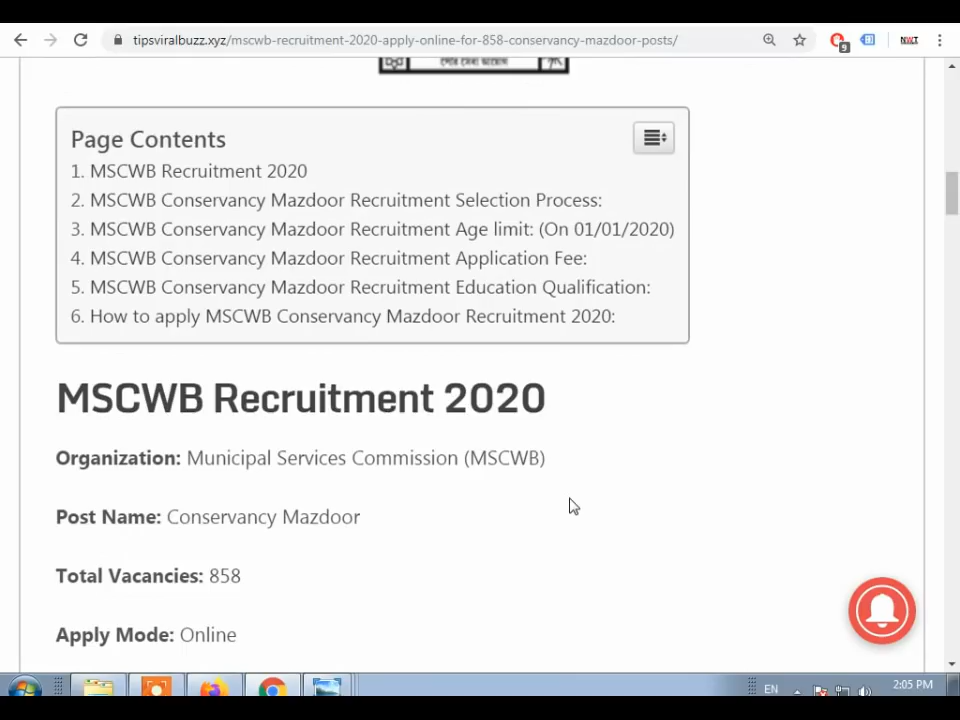 tipsviralbuzz.xyz/mscwb-recruitment-2020-apply-online-for-858-conservancy-mazdoor-posts/
9
NWT
Page Contents
1. MSCWB Recruitment 2020
2. MSCWB Conservancy Mazdoor Recruitment Selection Process:
3. MSCWB Conservancy Mazdoor Recruitment Age limit: (On 01/01/2020)
4. MSCWB Conservancy Mazdoor Recruitment Application Fee:
5. MSCWB Conservancy Mazdoor Recruitment Education Qualification:
6. How to apply MSCWB Conservancy Mazdoor Recruitment 2020:
MSCWB Recruitment 2020
Organization: Municipal Services Commission (MSCWB)
Post Name: Conservancy Mazdoor
Total Vacancies: 858
Apply Mode: Online
EN
2:05 PM